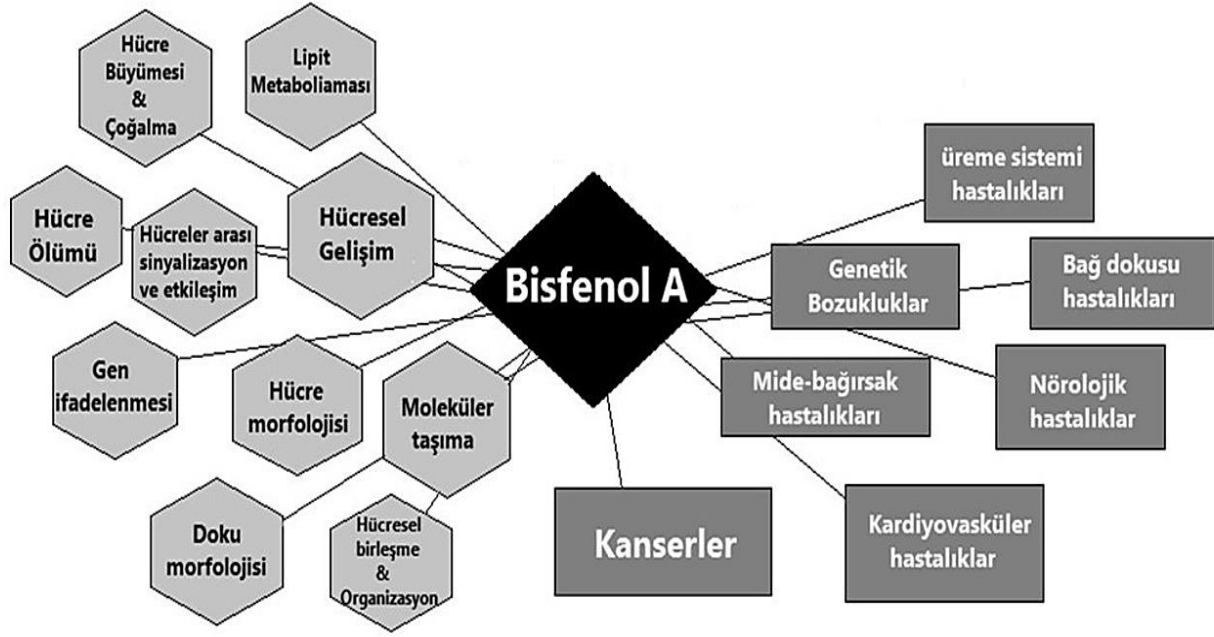 Hücre
Büyümesi
&
Çoğalma
Lipit
Metaboliaması
Hücre
Ölümü
Hücreler arası
sinyalizasyon
ve etkileşim
Hücresel
Gelişim
Gen
ifadelenmesi
Hücre
morfolojisi
Moleküler
taşıma
Doku
morfolojisi
Hücresel
birleşme
&
Organizasyon
Bisfenol A
üreme sistemi
hastalıkları
Genetik
Bozukluklar
Bağ dokusu
hastalıkları
Mide-bağırsak
hastalıkları
Nörolojik
hastalıklar
Kanserler
Kardiyovasküler
hastalıklar